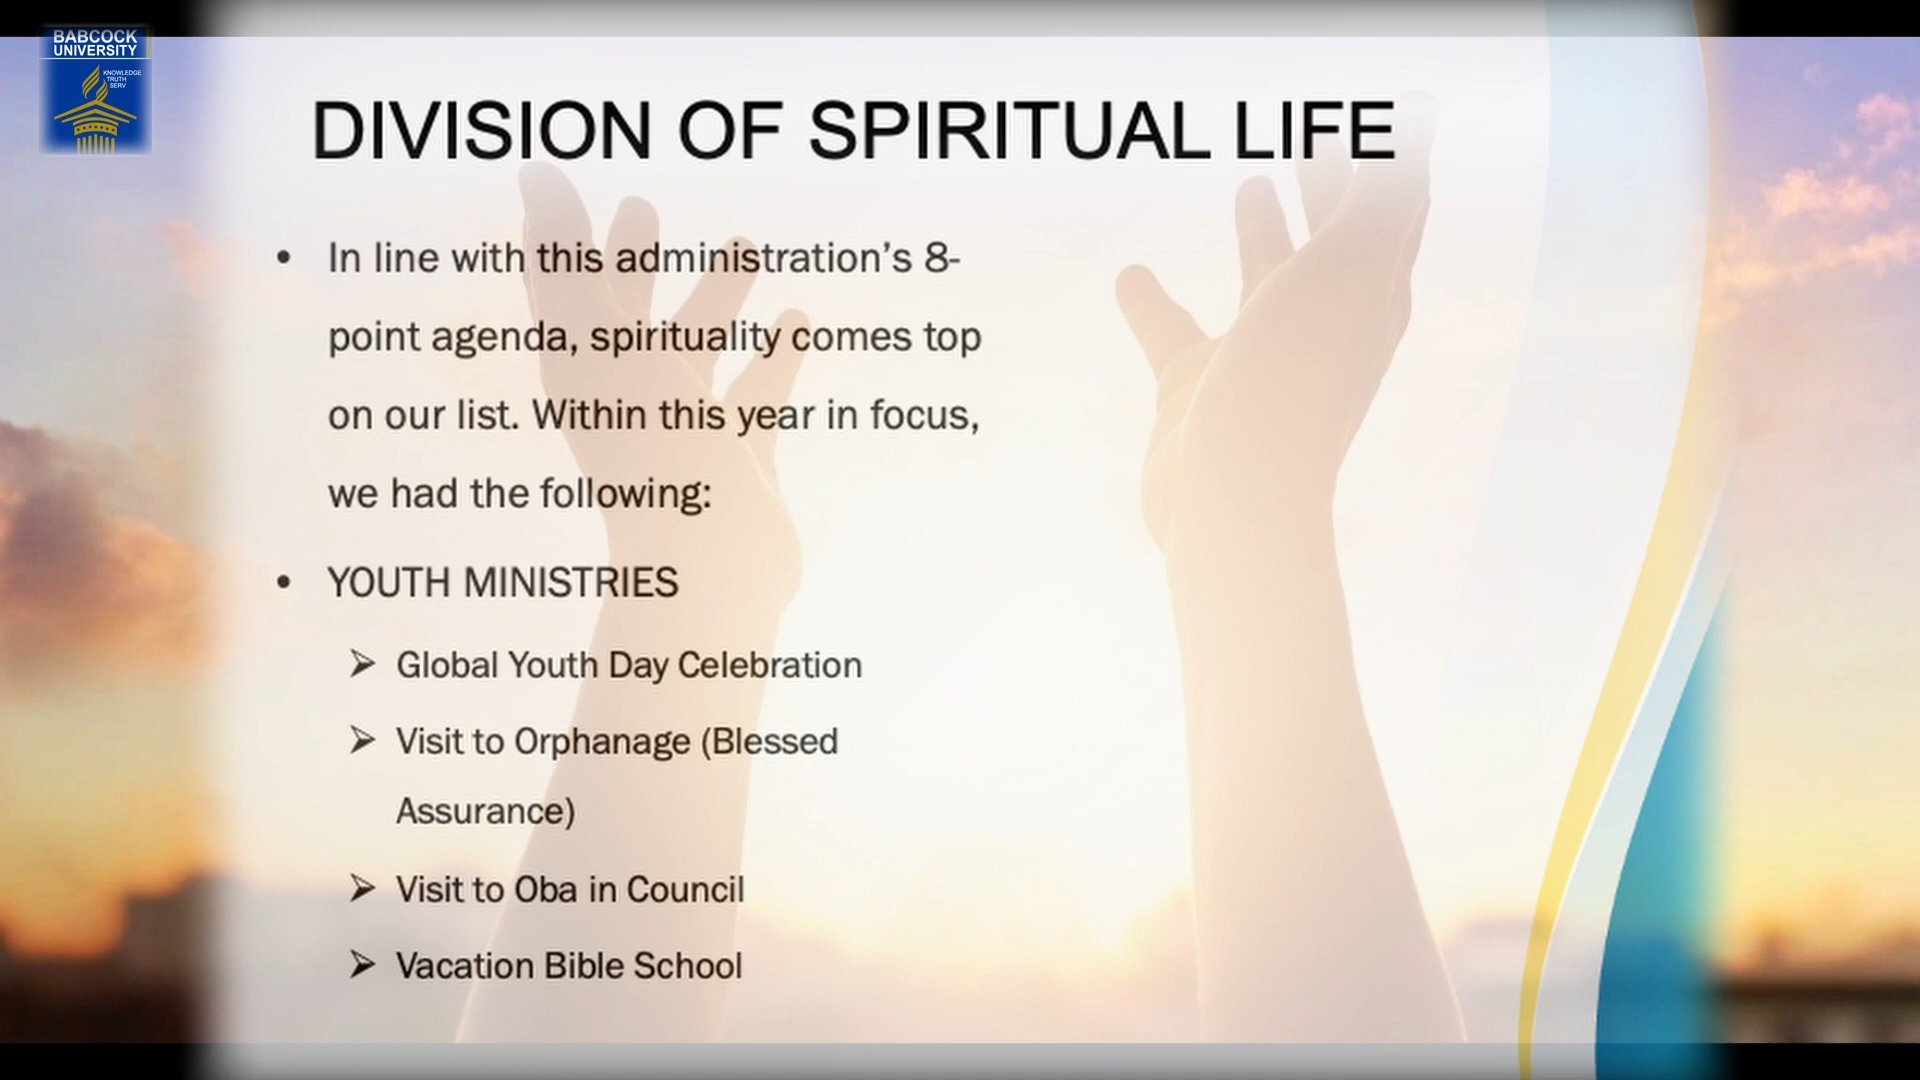 BABCOCK
UNIVERSITY
KNOWLEDGE
TRUTH
SERV
DIVISION OF SPIRITUAL LIFE
• In line with this administration’s 8-
point agenda, spirituality comes top
on our list. Within this year in focus,
we had the following:
• YOUTH MINISTRIES
➢ Global Youth Day Celebration
➢ Visit to Orphanage (Blessed
Assurance)
➢ Visit to Oba in Council
➢ Vacation Bible School